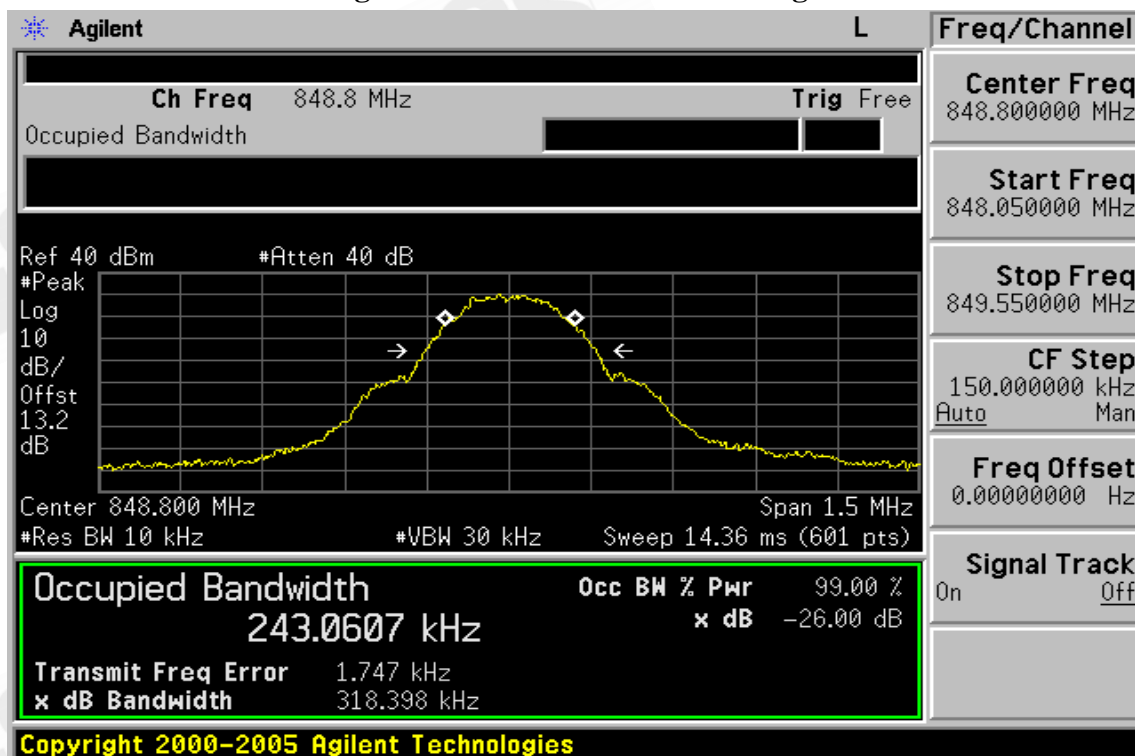 Agilent L
Freq/Channel
Ch Freq 848.8 MHz Trig Free
Occupied Bandwidth
Center Freq
848.800000 MHz
Start Freq
848.050000 MHz
Stop Freq
849.550000 MHz
CF Step
150.000000 kHz
Auto Man
Freq Offset
0.00000000 Hz
Signal Track
On Off
Ref 40 dBm #Atten 40 dB
#Peak
Log
10
dB/
Offst
13.2
dB
Center 848.800 MHz Span 1.5 MHz
#Res BW 10 kHz #VBW 30 kHz Sweep 14.36 ms (601 pts)
Occupied Bandwidth Occ BW % Pwr 99.00 %
243.0607 kHz x dB -26.00 dB
Transmit Freq Error 1.747 kHz
x dB Bandwidth 318.398 kHz
Copyright 2000-2005 Agilent Technologies